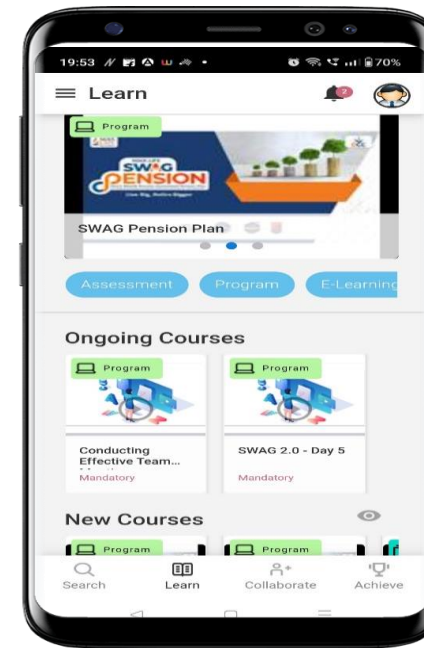 19:53
70%
Learn
2
Program
SWAG
PENSION
SWAG Pension Plan
Assessment
Program
E-Learning
Ongoing Courses
Program
Program
Conducting
Effective Team...
SWAG 2.0 - Day 5
Mandatory
Mandatory
New Courses
Program
Program
Search
Learn
Collaborate
Achieve